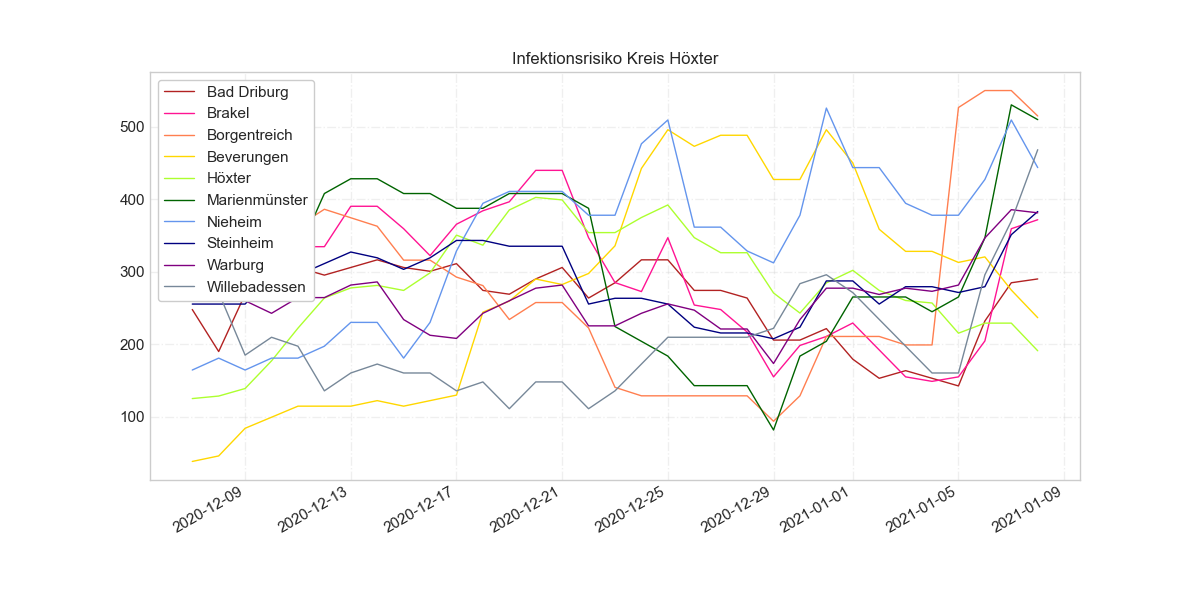 Infektionsrisiko Kreis Höxter
Bad Driburg
Brakel
Borgentreich
Beverungen
Höxter
Marienmünster
Nieheim
Steinheim
Warburg
Willebadessen
500
400
300
200
100
2020-12-09
2020-12-13
2020-12-17
2020-12-21
2020-12-25
2020-12-29
2021-01-01
2021-01-05
2021-01-09